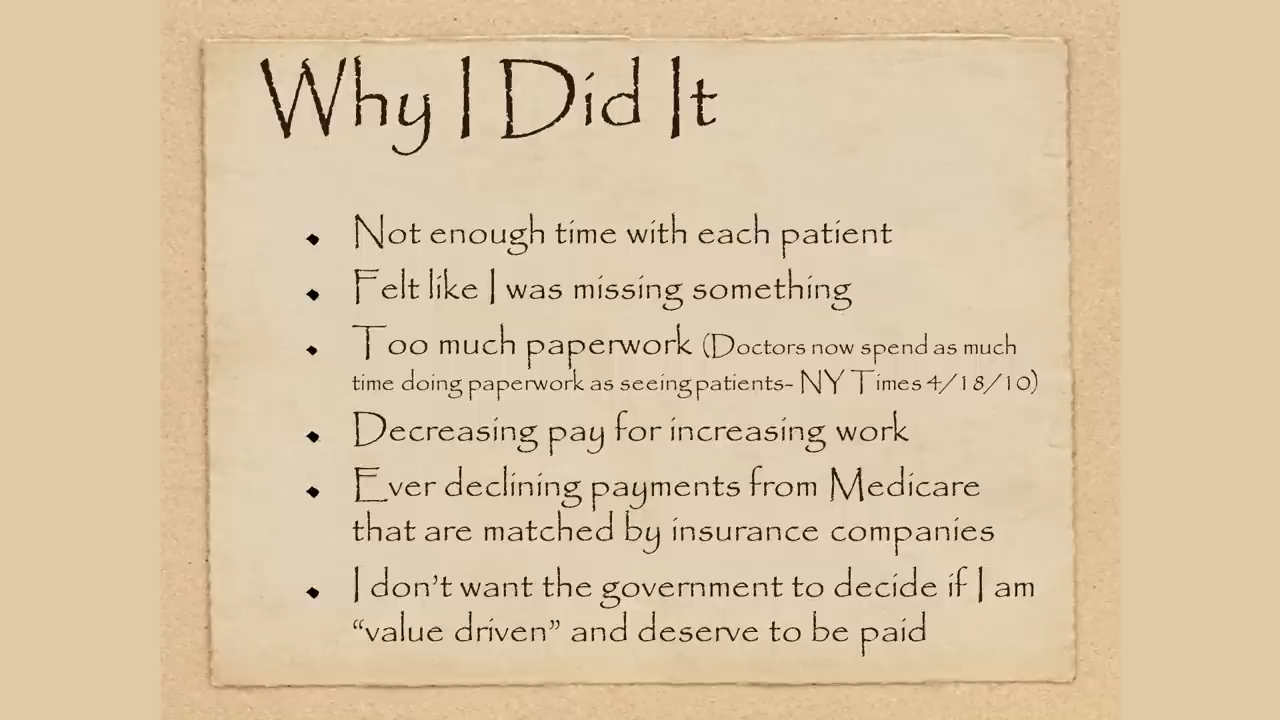 Why I Did It
Not enough time with each patient
Felt like I was missing something
Too much paperwork (Doctors now spend as much
time doing paperwork as seeing patients- NY Times 4/18/10)
Decreasing pay for increasing work
Ever declining payments from Medicare
that are matched by insurance companies
I don’t want the government to decide if I am
“value driven” and deserve to be paid